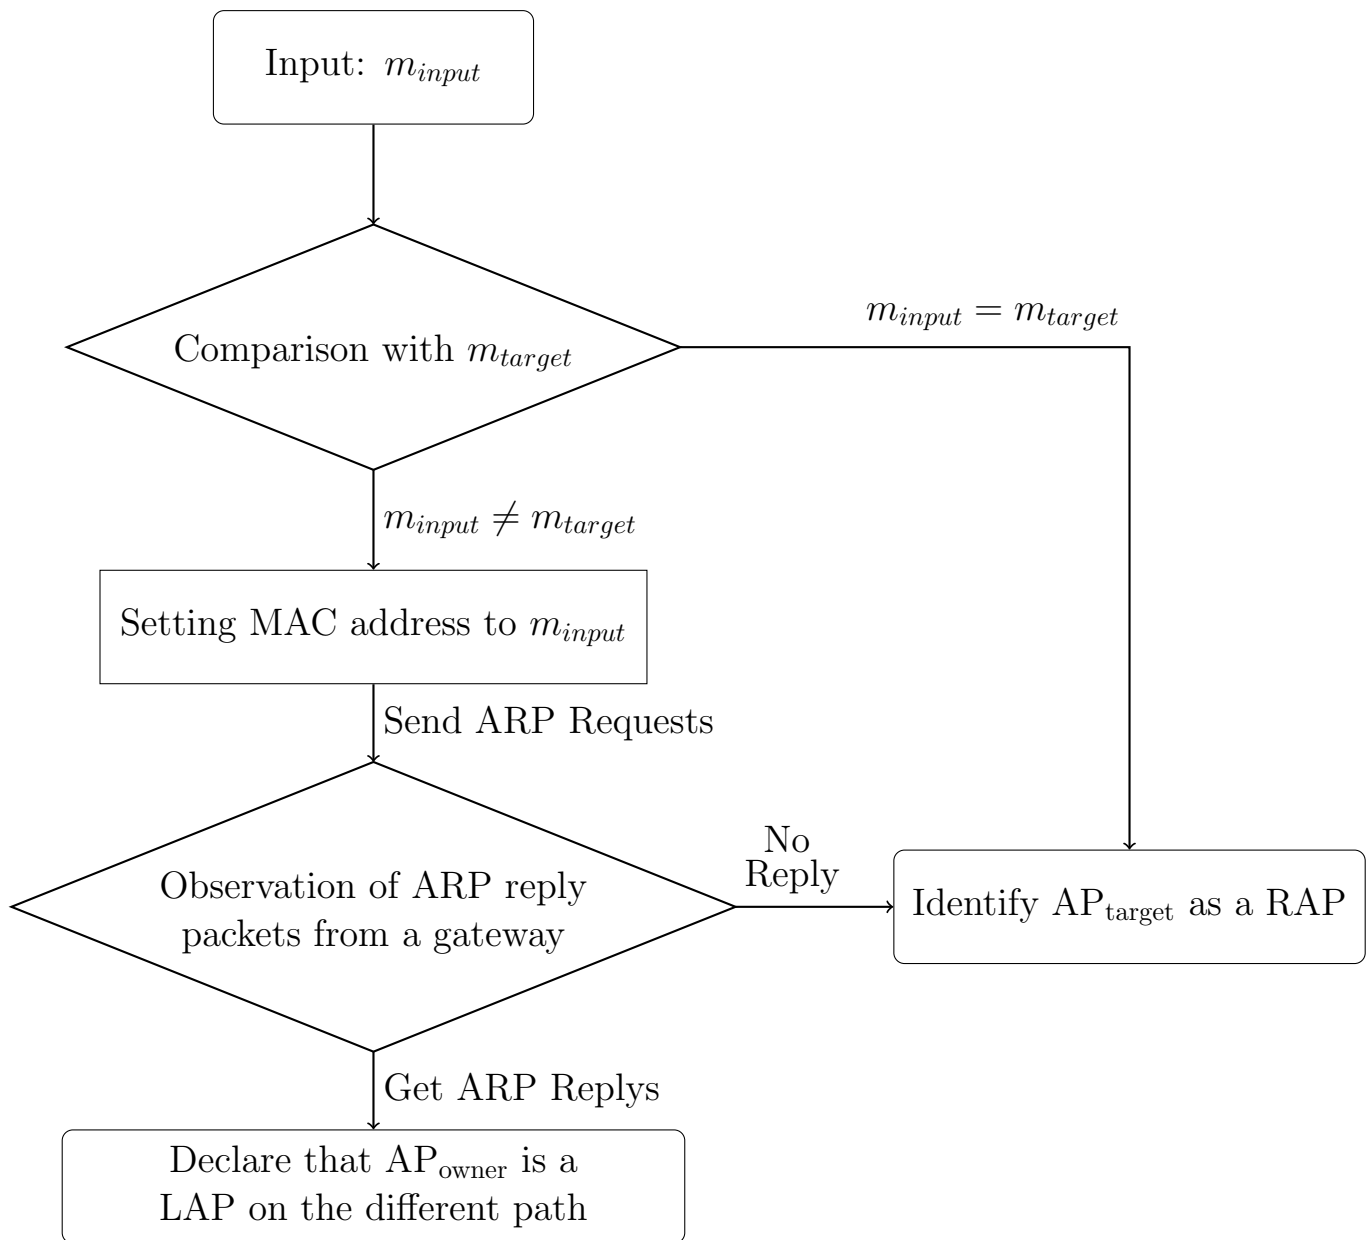 Input: m_input
m_input = m_target
Comparison with m_target
m_input ≠ m_target
Setting MAC address to m_input
Send ARP Requests
No
Reply
Observation of ARP reply
packets from a gateway
Identify AP_target as a RAP
Get ARP Replys
Declare that AP_owner is a
LAP on the different path